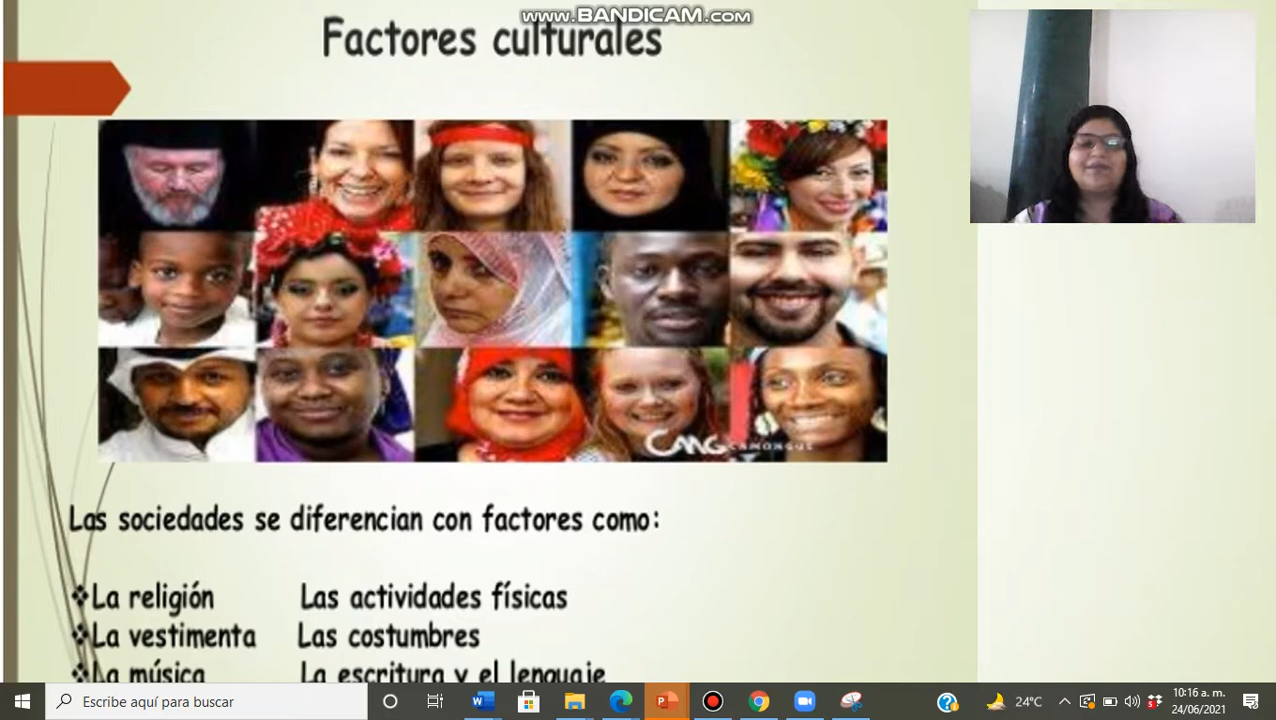 www.BANDICAM.com
Factores culturales
CMG CAMONGUS
Las sociedades se diferencian con factores como:
La religión Las actividades físicas
La vestimenta Las costumbres
La música La escritura y el lenguaje
Escribe aquí para buscar
24°C
10:16 a. m.
24/06/2021